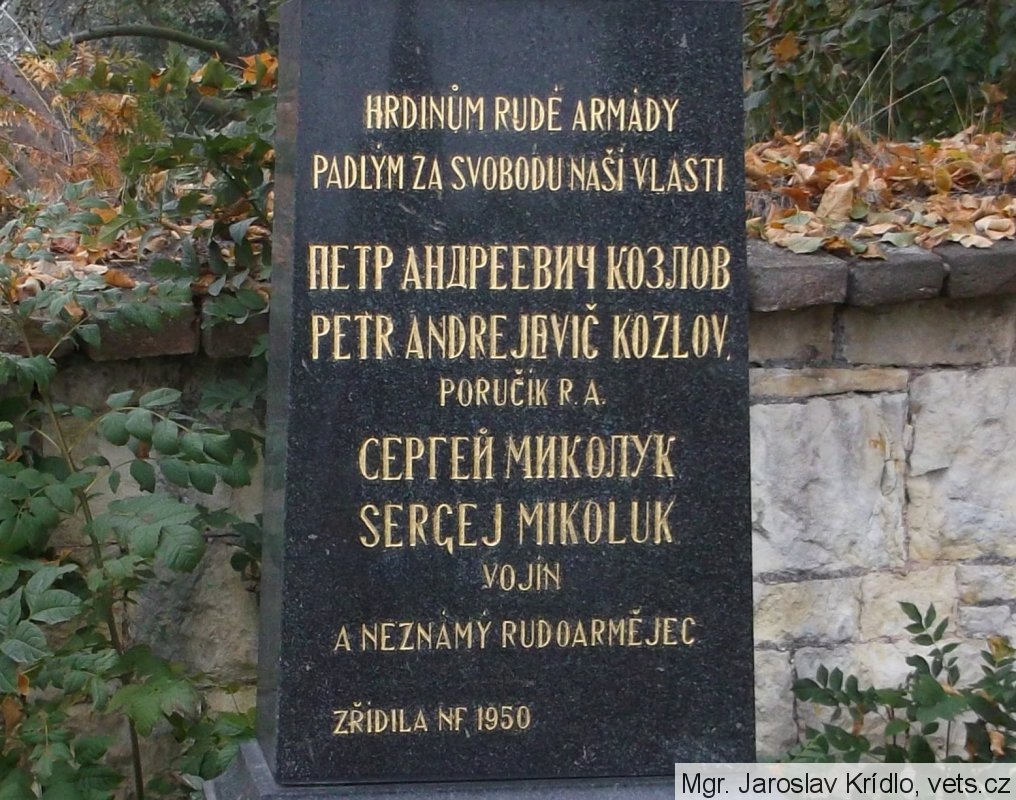 HRDINŮM RUDÉ ARMÁDY
PADLÝM ZA SVOBODU NAŠÍ VLASTI
ПЕТР АНДРЕЕВИЧ КОЗЛОВ
PETR ANDREJEVIČ KOZLOV,
PORUČÍK R. A.
СЕРГЕЙ МИКОЛУК
SERGEJ MIKOLUK
VOJÍN
A NEZNÁMÝ RUDOARMĚJEC
ZŘÍDILA NF 1950
Mgr. Jaroslav Krídlo, vets.cz